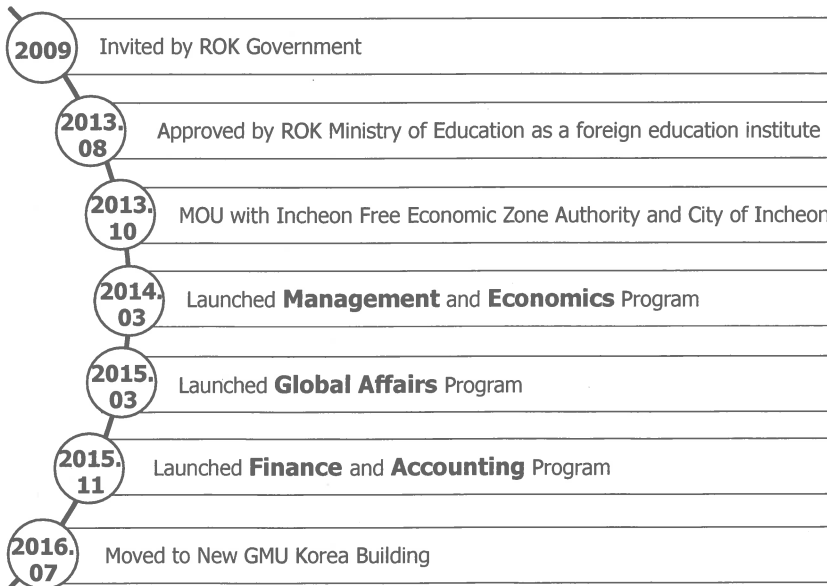 2009
Invited by ROK Government
2013.
08
Approved by ROK Ministry of Education as a foreign education institute
2013.
10
MOU with Incheon Free Economic Zone Authority and City of Incheon
2014.
03
Launched Management and Economics Program
2015.
03
Launched Global Affairs Program
2015.
11
Launched Finance and Accounting Program
2016.
07
Moved to New GMU Korea Building